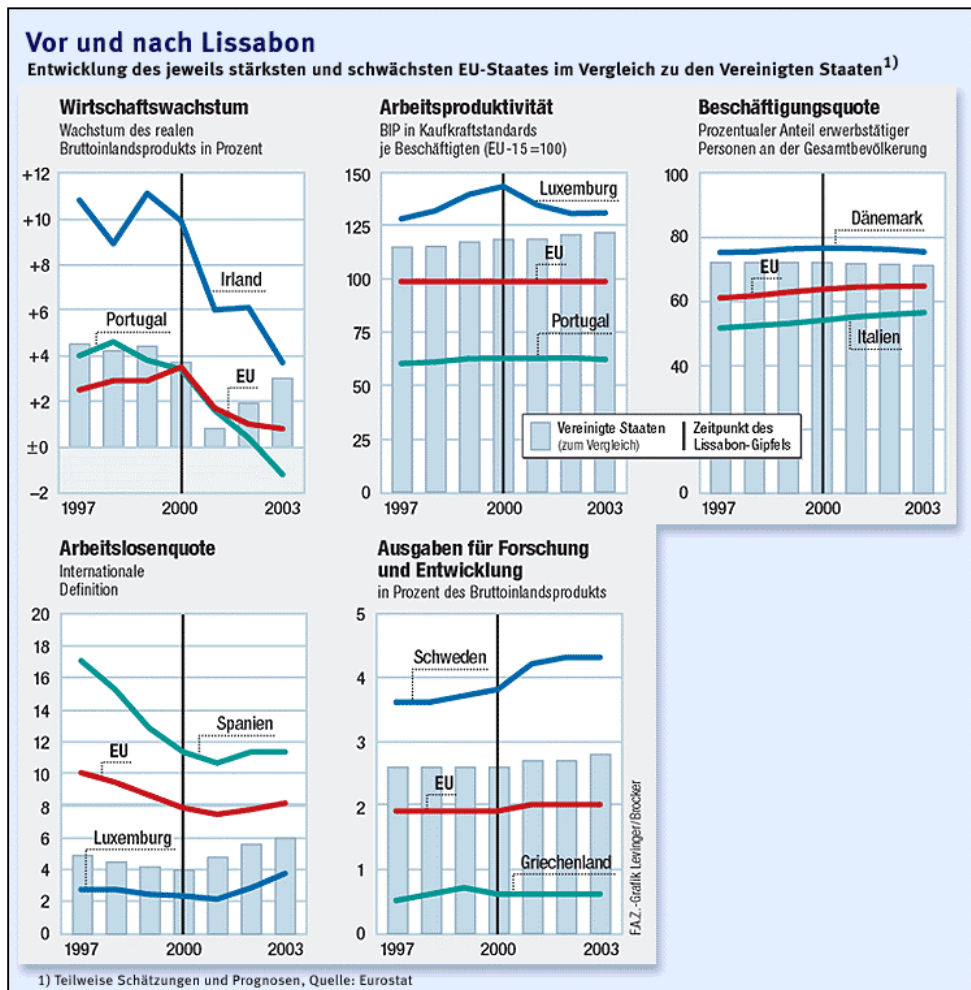 Vor und nach Lissabon
Entwicklung des jeweils stärksten und schwächsten EU-Staates im Vergleich zu den Vereinigten Staaten1)
Wirtschaftswachstum
Wachstum des realen
Bruttoinlandsprodukts in Prozent
+12
+10
+8
+6
+4
+2
±0
−2
Irland
Portugal
EU
1997
2000
2003
Arbeitsproduktivität
BIP in Kaufkraftstandards
je Beschäftigten (EU-15=100)
150
125
100
75
50
25
0
Luxemburg
EU
Portugal
1997
2000
2003
Beschäftigungsquote
Prozentualer Anteil erwerbstätiger
Personen an der Gesamtbevölkerung
100
80
60
40
0
Dänemark
EU
Italien
1997
2000
2003
Vereinigte Staaten
(zum Vergleich)
Zeitpunkt des
Lissabon-Gipfels
Arbeitslosenquote
Internationale
Definition
20
18
16
14
12
10
8
6
4
2
0
Spanien
EU
Luxemburg
1997
2000
2003
Ausgaben für Forschung
und Entwicklung
in Prozent des Bruttoinlandsprodukts
5
4
3
2
1
0
Schweden
EU
Griechenland
1997
2000
2003
F.A.Z.-Grafik Levinger/Brocker
1) Teilweise Schätzungen und Prognosen, Quelle: Eurostat